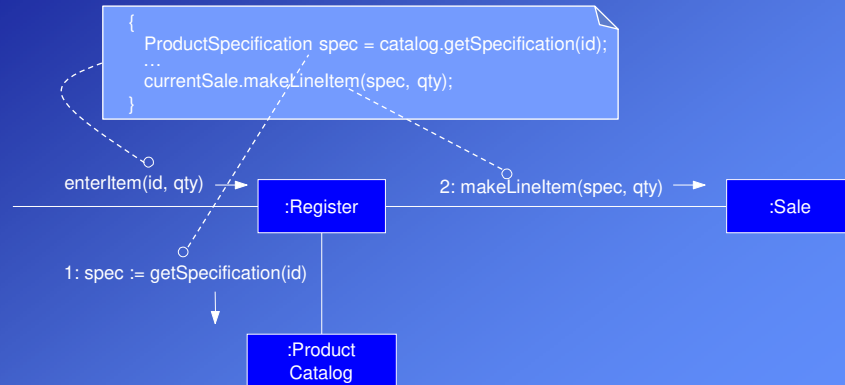 {
ProductSpecification spec = catalog.getSpecification(id);
…
currentSale.makeLineItem(spec, qty);
}
enterItem(id, qty)
2: makeLineItem(spec, qty)
:Register
:Sale
1: spec := getSpecification(id)
:Product
Catalog